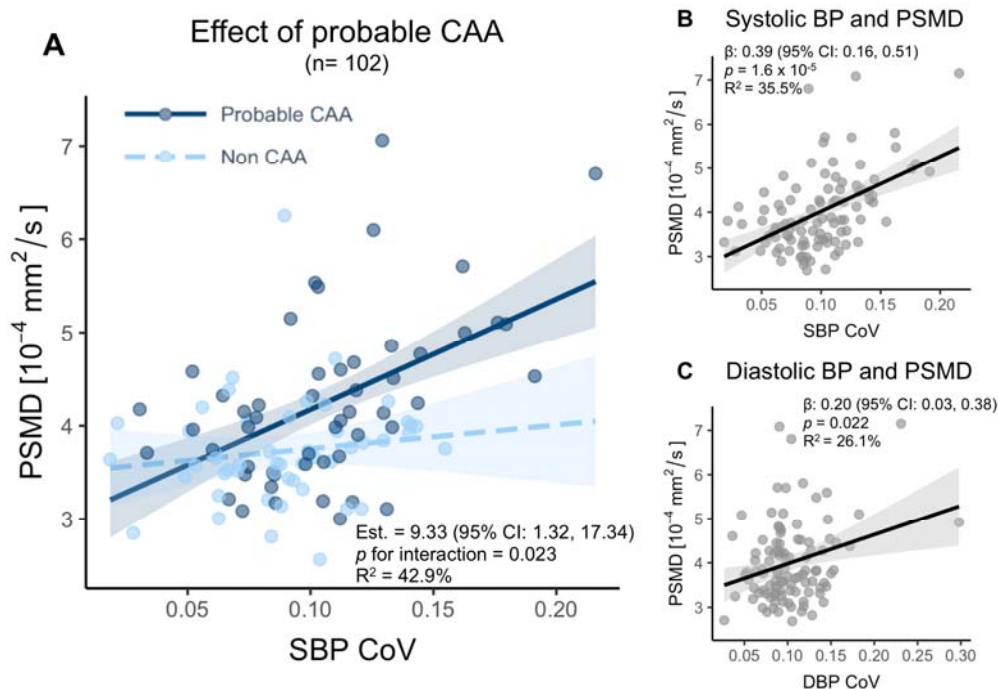 A
Effect of probable CAA
(n= 102)
Probable CAA
Non CAA
PSMD [10⁻⁴ mm²/s]
7
6
5
4
3
Est. = 9.33 (95% CI: 1.32, 17.34)
p for interaction = 0.023
R² = 42.9%
0.05 0.10 0.15 0.20
SBP CoV
B
Systolic BP and PSMD
β: 0.39 (95% CI: 0.16, 0.51)
p = 1.6 x 10⁻⁵
R² = 35.5%
PSMD [10⁻⁴ mm²/s]
7
6
5
4
3
0.05 0.10 0.15 0.20
SBP CoV
C
Diastolic BP and PSMD
β: 0.20 (95% CI: 0.03, 0.38)
p = 0.022
R² = 26.1%
PSMD [10⁻⁴ mm²/s]
7
6
5
4
3
0.05 0.10 0.15 0.20 0.25 0.30
DBP CoV